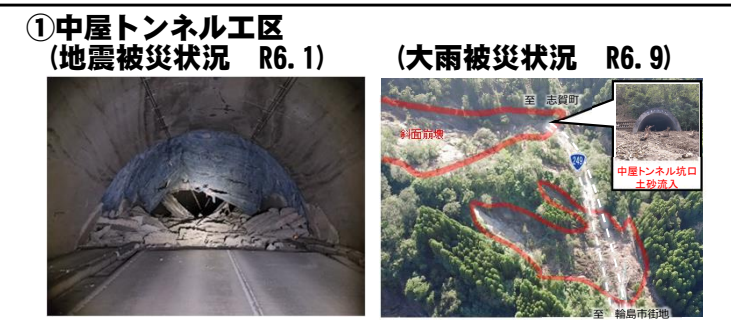 ①中屋トンネル工区
(地震被災状況　R6.1)
(大雨被災状況　R6.9)
至　志賀町
斜面崩壊
249
中屋トンネル坑口
土砂流入
至　輪島市街地